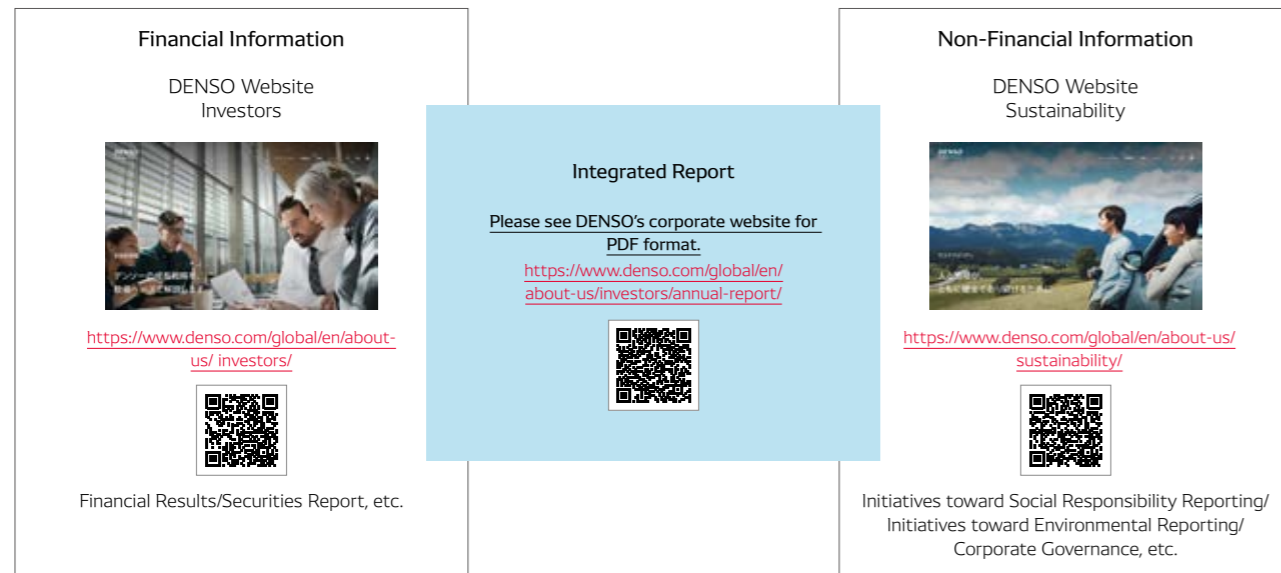 Financial Information
DENSO Website
Investors
DENSO
https://www.denso.com/global/en/about-
us/ investors/
Financial Results/Securities Report, etc.
Integrated Report
Please see DENSO's corporate website for
PDF format.
https://www.denso.com/global/en/
about-us/investors/annual-report/
Non-Financial Information
DENSO Website
Sustainability
DENSO
https://www.denso.com/global/en/about-us/
sustainability/
Initiatives toward Social Responsibility Reporting/
Initiatives toward Environmental Reporting/
Corporate Governance, etc.